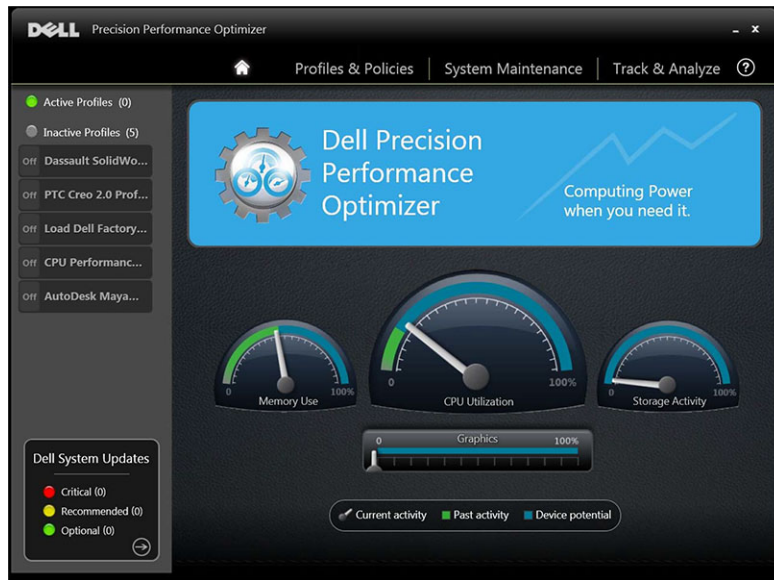 DELL Precision Performance Optimizer
Profiles & Policies
System Maintenance
Track & Analyze
?
Active Profiles (0)
Inactive Profiles (5)
Off Dassault SolidWo...
Off PTC Creo 2.0 Prof...
Off Load Dell Factory...
Off CPU Performanc...
Off AutoDesk Maya...
Dell Precision
Performance
Optimizer
Computing Power
when you need it.
0 100%
Memory Use
0 100%
CPU Utilization
0 100%
Storage Activity
0 Graphics 100%
Current activity Past activity Device potential
Dell System Updates
Critical (0)
Recommended (0)
Optional (0)